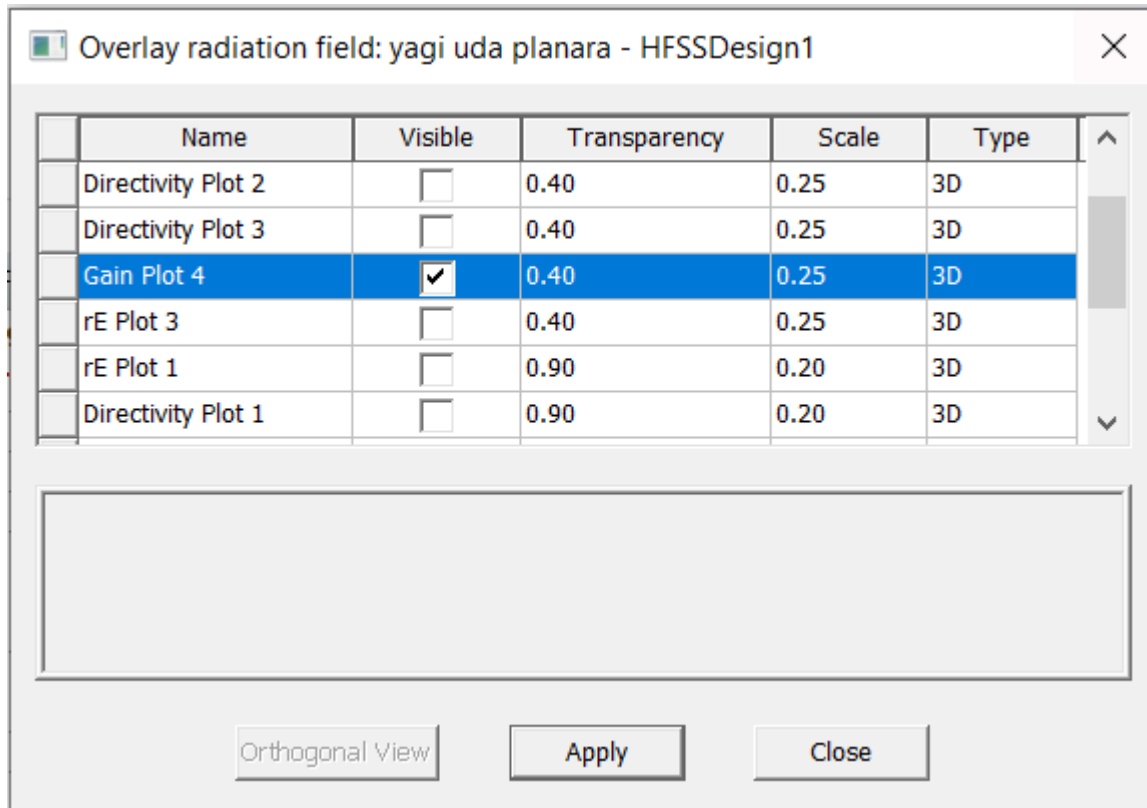 Overlay radiation field: yagi uda planara - HFSSDesign1
Name Visible Transparency Scale Type
Directivity Plot 2 0.40 0.25 3D
Directivity Plot 3 0.40 0.25 3D
Gain Plot 4 0.40 0.25 3D
rE Plot 3 0.40 0.25 3D
rE Plot 1 0.90 0.20 3D
Directivity Plot 1 0.90 0.20 3D
Orthogonal View Apply Close